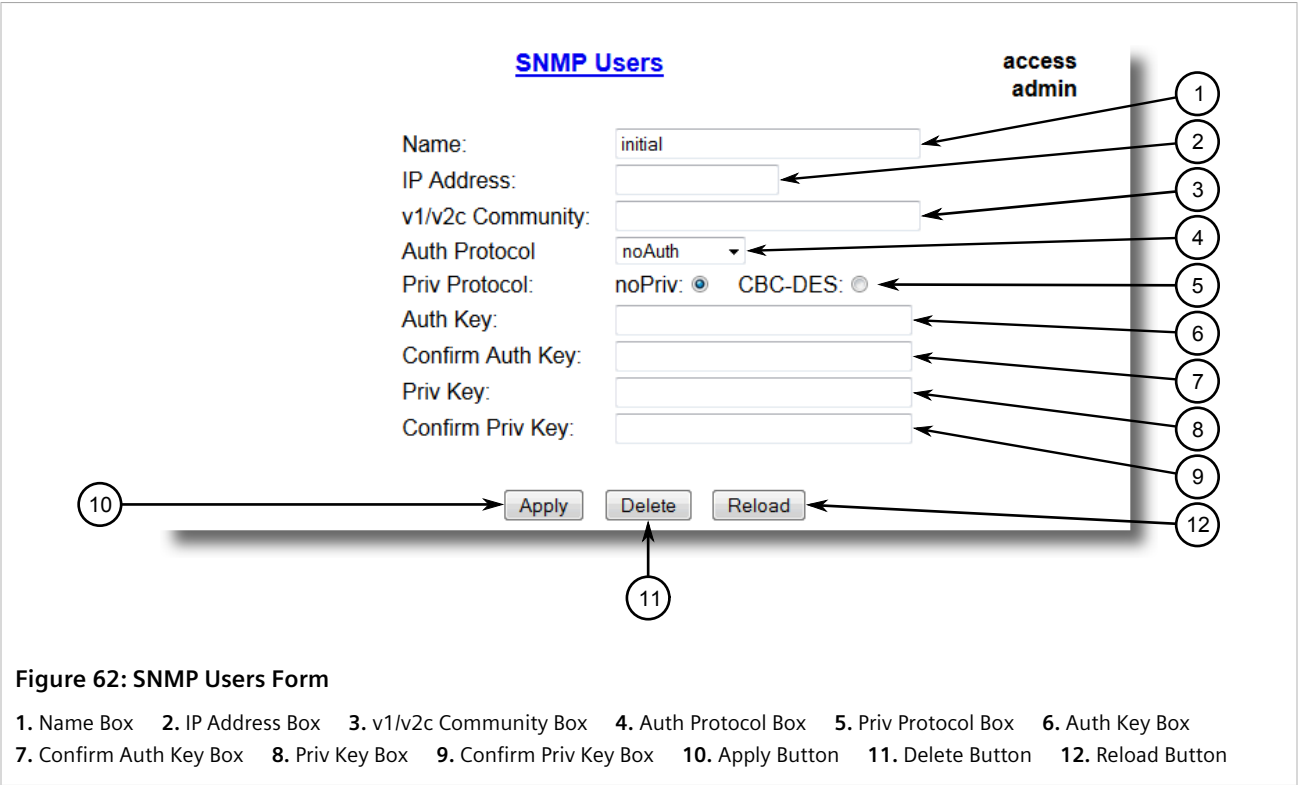 SNMP Users
access
admin
1
Name:
initial
2
IP Address:
3
v1/v2c Community:
4
Auth Protocol
noAuth
5
Priv Protocol:
noPriv:
CBC-DES:
6
Auth Key:
7
Confirm Auth Key:
8
Priv Key:
9
Confirm Priv Key:
10
Apply
Delete
Reload
12
11
Figure 62: SNMP Users Form
1. Name Box 2. IP Address Box 3. v1/v2c Community Box 4. Auth Protocol Box 5. Priv Protocol Box 6. Auth Key Box
7. Confirm Auth Key Box 8. Priv Key Box 9. Confirm Priv Key Box 10. Apply Button 11. Delete Button 12. Reload Button